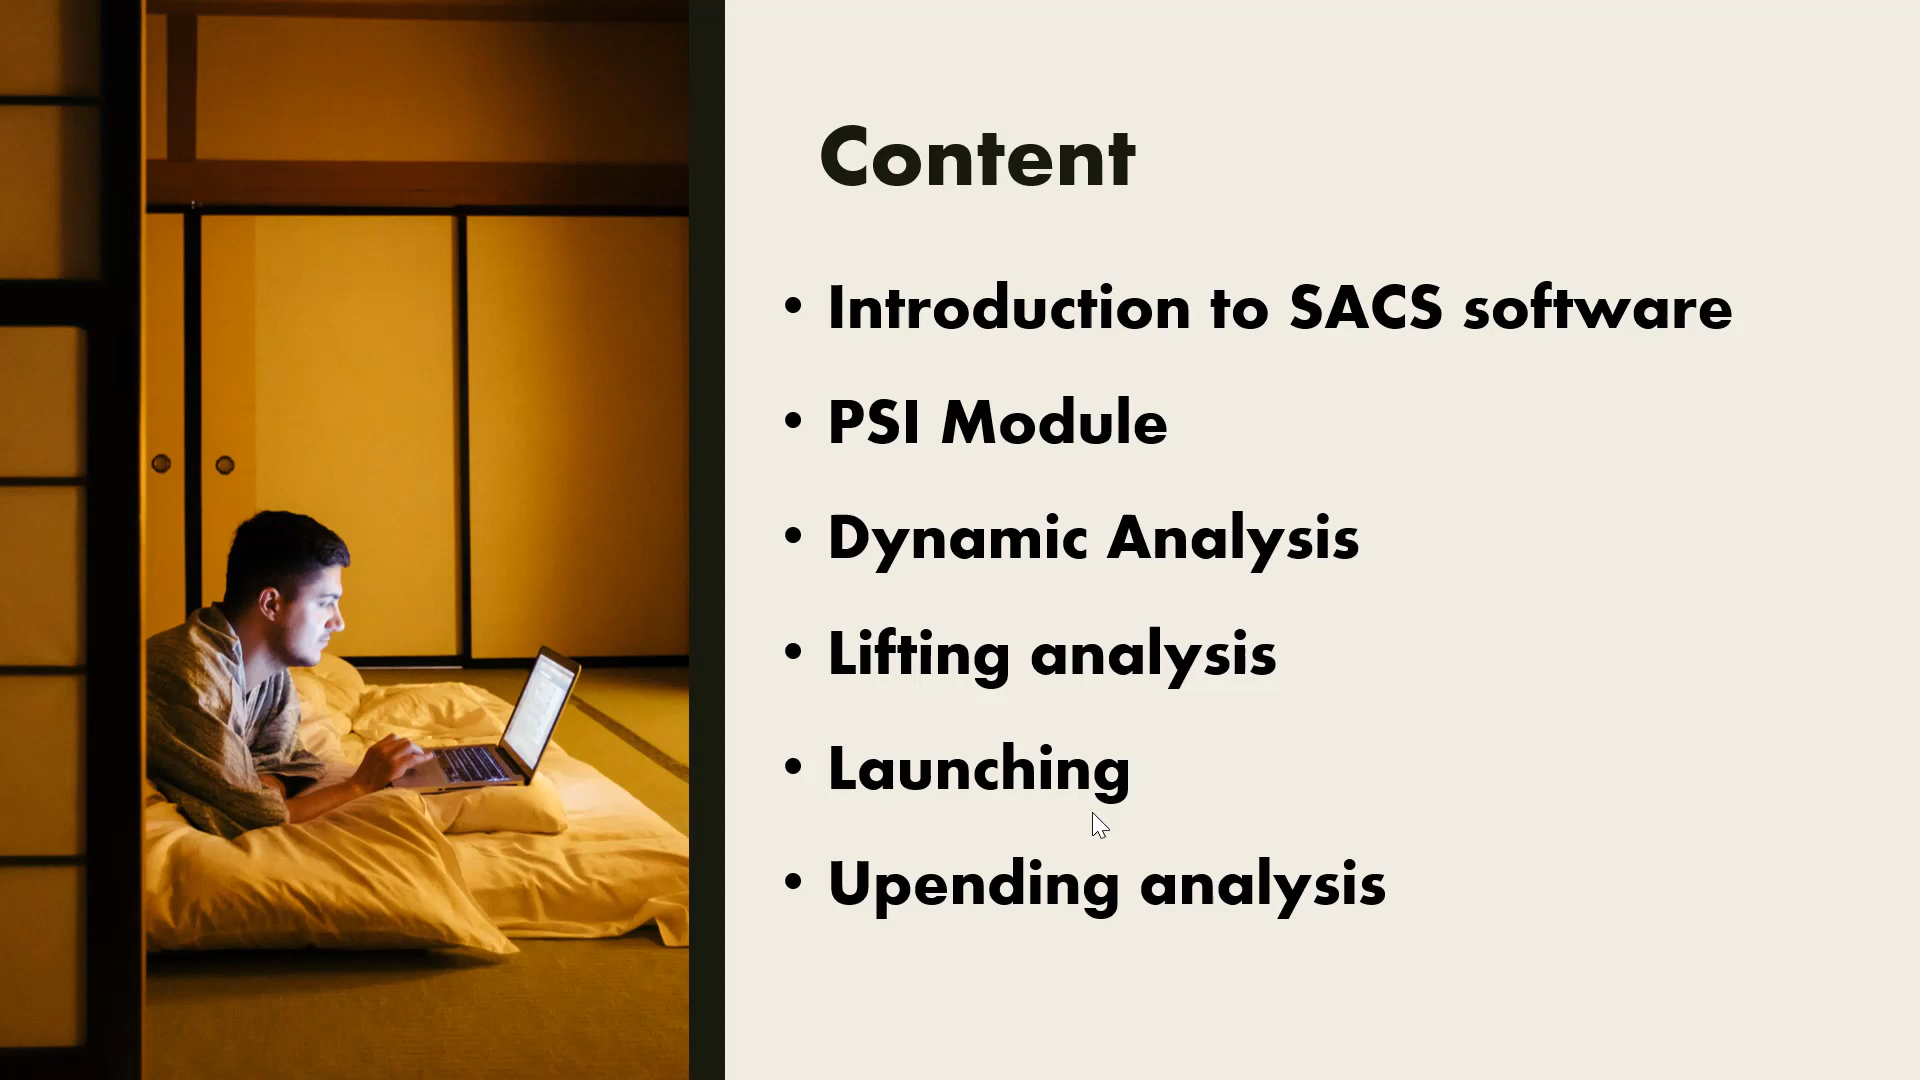 Content
• Introduction to SACS software
• PSI Module
• Dynamic Analysis
• Lifting analysis
• Launching
• Upending analysis